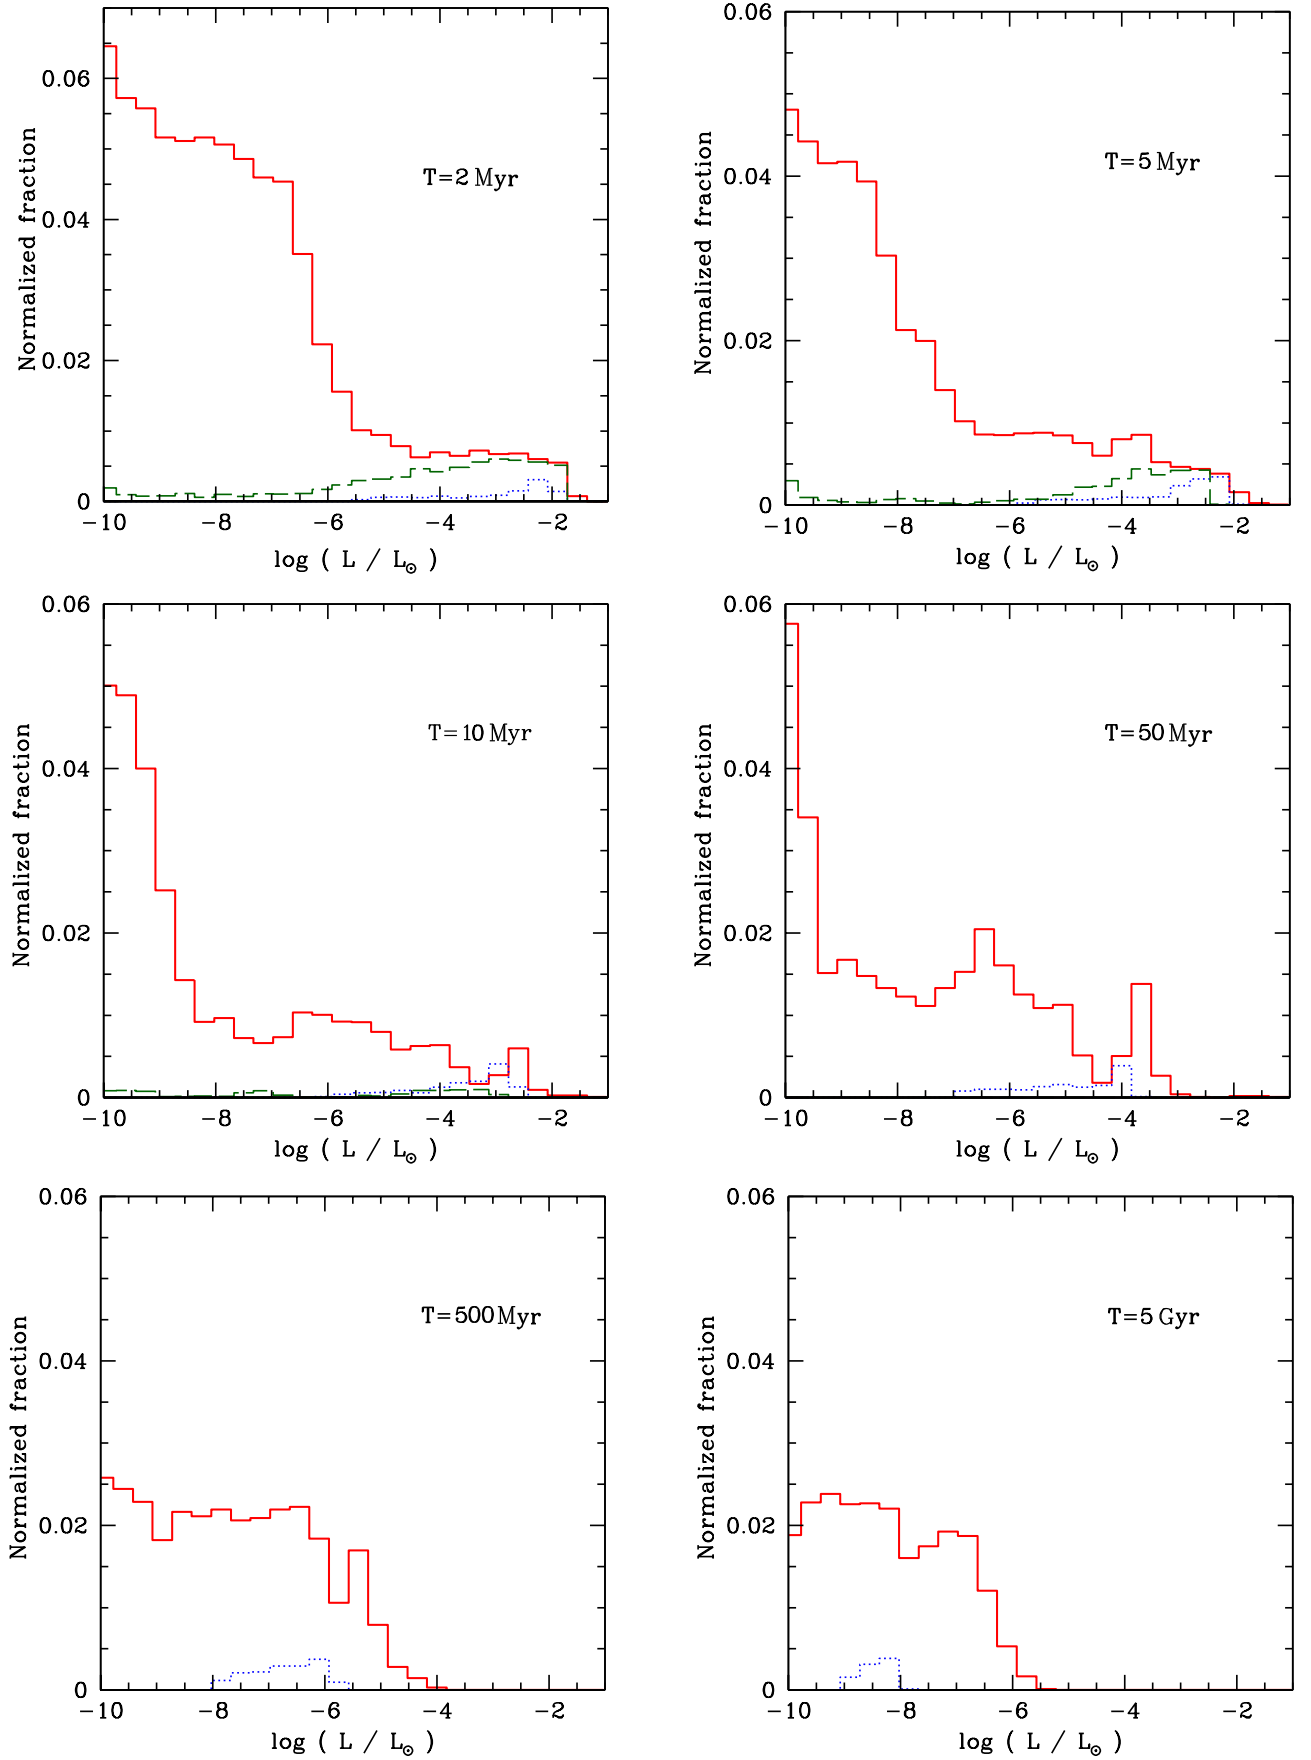 0.06
0.04
0.02
0
Normalized fraction
T=2 Myr
−10 −8 −6 −4 −2
log ( L / L⊙ )
0.06
0.04
0.02
0
Normalized fraction
T=5 Myr
−10 −8 −6 −4 −2
log ( L / L⊙ )
0.06
0.04
0.02
0
Normalized fraction
T=10 Myr
−10 −8 −6 −4 −2
log ( L / L⊙ )
0.06
0.04
0.02
0
Normalized fraction
T=50 Myr
−10 −8 −6 −4 −2
log ( L / L⊙ )
0.06
0.04
0.02
0
Normalized fraction
T=500 Myr
−10 −8 −6 −4 −2
log ( L / L⊙ )
0.06
0.04
0.02
0
Normalized fraction
T=5 Gyr
−10 −8 −6 −4 −2
log ( L / L⊙ )